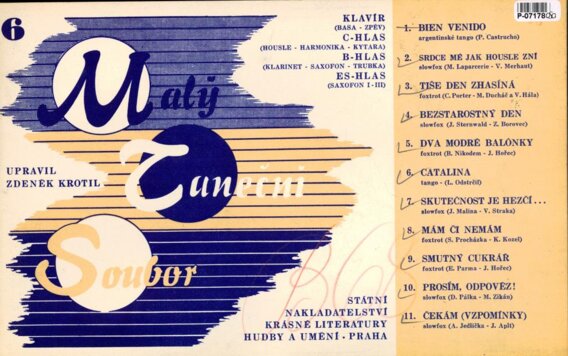 6
Malý
Taneční
Soubor
UPRAVIL
ZDENĚK KROTIL
KLAVÍR
(BASA - ZPĚV)
C-HLAS
(HOUSLE - HARMONIKA - KYTARA)
B-HLAS
(KLARINET - SAXOFON - TRUBKA)
ES-HLAS
(SAXOFON I - III)
STÁTNÍ
NAKLADATELSTVÍ
KRÁSNÉ LITERATURY
HUDBY A UMĚNÍ - PRAHA
P-07178
1. BIEN VENIDO
argentinské tango (P. Castrucho)
2. SRDCE MÉ JAK HOUSLE ZNÍ
slowfox (M. Laparcerie - V. Merhaut)
3. TIŠE DEN ZHASÍNÁ
foxtrot (C. Porter - M. Ducháč a V. Hála)
4. BEZSTAROSTNÝ DEN
slowfox (J. Sternwald - Z. Borovec)
5. DVA MODRÉ BALÓNKY
foxtrot (B. Nikodem - J. Hořec)
6. CATALINA
tango - (L. Odstrčil)
7. SKUTEČNOST JE HEZČÍ...
slowfox (J. Malina - V. Straka)
8. MÁM ČI NEMÁM
foxtrot (S. Procházka - K. Kozel)
9. SMUTNÝ CUKRÁŘ
foxtrot (E. Parma - J. Hořec)
10. PROSÍM, ODPOVĚZ!
slowfox (D. Pálka - M. Zikán)
11. ČEKÁM (VZPOMÍNKY)
slowfox (A. Jedlička - J. Aplt)